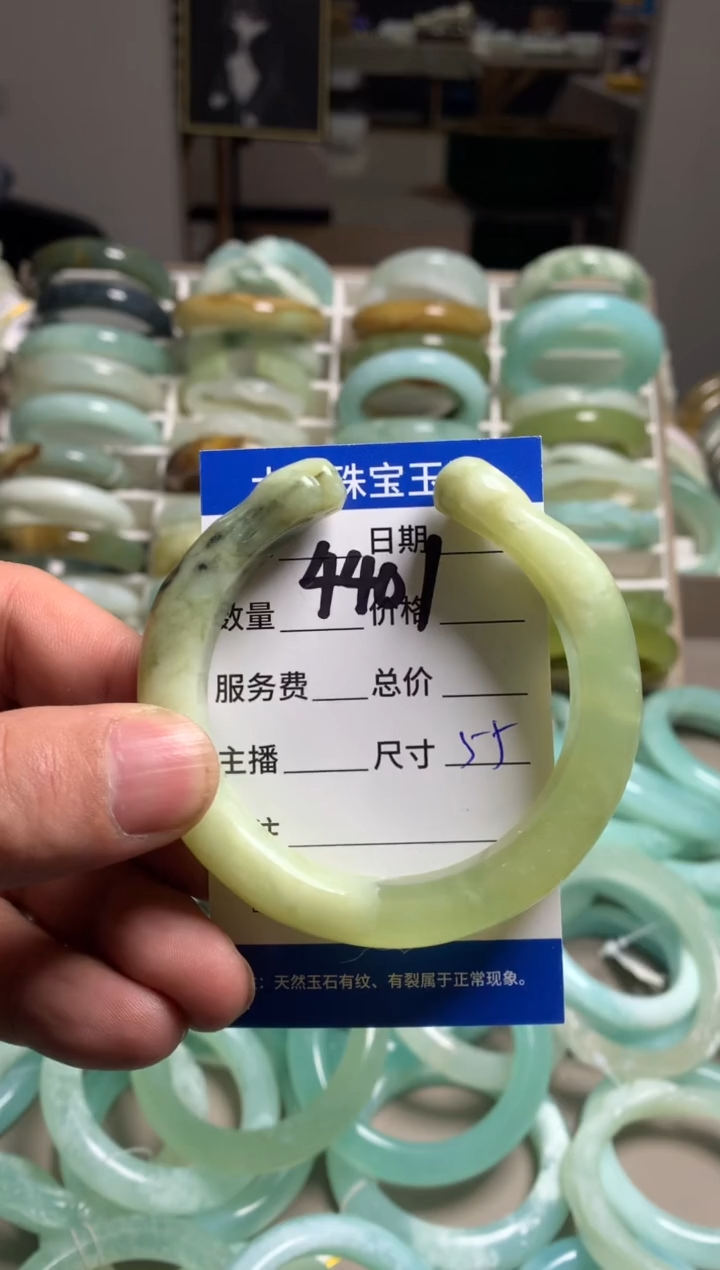 珠宝玉
日期
4401
数量 价格
服务费 总价
主播 尺寸 55
注
：天然玉石有纹、有裂属于正常现象。